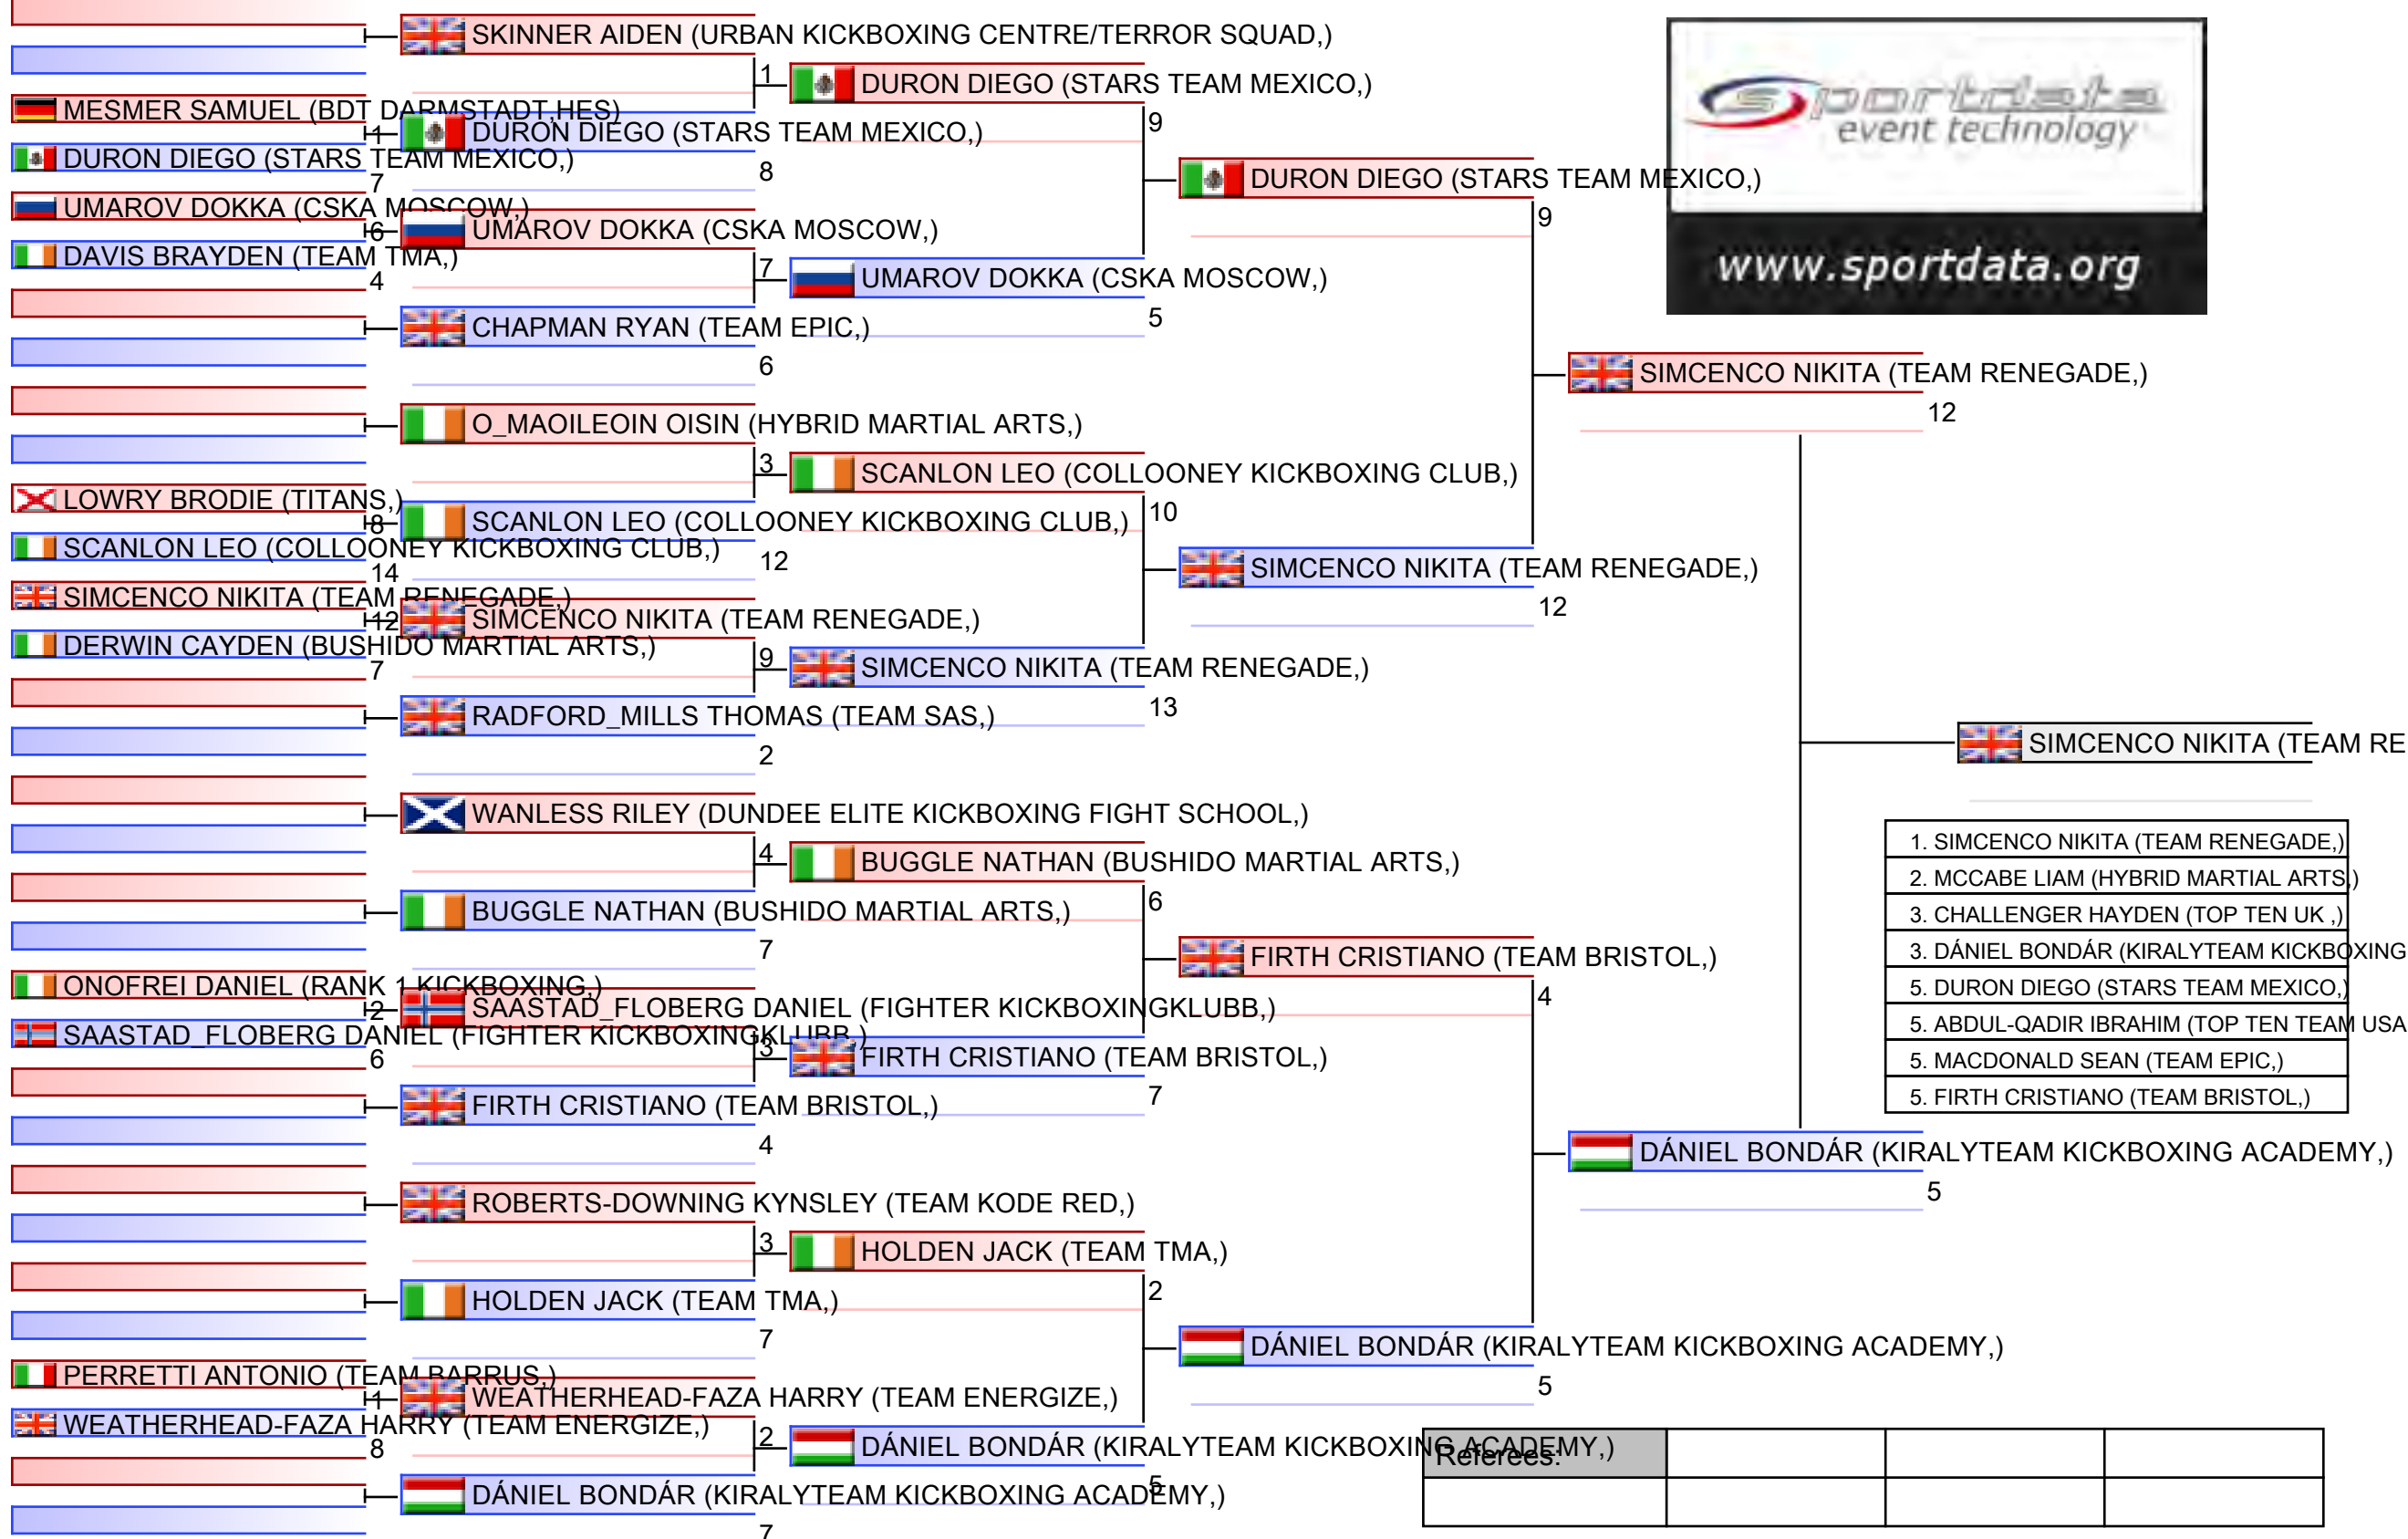 MESMER SAMUEL (BDT DARMSTADT,HES)
1
DURON DIEGO (STARS TEAM MEXICO,)
7
UMAROV DOKKA (CSKA MOSCOW,)
6
DAVIS BRAYDEN (TEAM TMA,)
4
LOWRY BRODIE (TITANS,)
8
SCANLON LEO (COLLOONEY KICKBOXING CLUB,)
14
SIMCENCO NIKITA (TEAM RENEGADE,)
12
DERWIN CAYDEN (BUSHIDO MARTIAL ARTS,)
7
ONOFREI DANIEL (RANK 1 KICKBOXING,)
2
SAASTAD_FLOBERG DANIEL (FIGHTER KICKBOXINGKLUBB,)
6
PERRETTI ANTONIO (TEAM BARRUS,)
1
WEATHERHEAD-FAZA HARRY (TEAM ENERGIZE,)
8
SKINNER AIDEN (URBAN KICKBOXING CENTRE/TERROR SQUAD,)
1
DURON DIEGO (STARS TEAM MEXICO,)
8
UMAROV DOKKA (CSKA MOSCOW,)
7
CHAPMAN RYAN (TEAM EPIC,)
6
O_MAOILEOIN OISIN (HYBRID MARTIAL ARTS,)
3
SCANLON LEO (COLLOONEY KICKBOXING CLUB,)
12
SIMCENCO NIKITA (TEAM RENEGADE,)
9
RADFORD_MILLS THOMAS (TEAM SAS,)
2
WANLESS RILEY (DUNDEE ELITE KICKBOXING FIGHT SCHOOL,)
4
BUGGLE NATHAN (BUSHIDO MARTIAL ARTS,)
7
SAASTAD_FLOBERG DANIEL (FIGHTER KICKBOXINGKLUBB,)
3
FIRTH CRISTIANO (TEAM BRISTOL,)
4
ROBERTS-DOWNING KYNSLEY (TEAM KODE RED,)
3
HOLDEN JACK (TEAM TMA,)
7
WEATHERHEAD-FAZA HARRY (TEAM ENERGIZE,)
2
DÁNIEL BONDÁR (KIRALYTEAM KICKBOXING ACADEMY,)
7
DURON DIEGO (STARS TEAM MEXICO,)
9
UMAROV DOKKA (CSKA MOSCOW,)
5
SCANLON LEO (COLLOONEY KICKBOXING CLUB,)
10
SIMCENCO NIKITA (TEAM RENEGADE,)
13
BUGGLE NATHAN (BUSHIDO MARTIAL ARTS,)
6
FIRTH CRISTIANO (TEAM BRISTOL,)
7
HOLDEN JACK (TEAM TMA,)
2
DÁNIEL BONDÁR (KIRALYTEAM KICKBOXING ACADEMY,)
5
DURON DIEGO (STARS TEAM MEXICO,)
9
SIMCENCO NIKITA (TEAM RENEGADE,)
12
FIRTH CRISTIANO (TEAM BRISTOL,)
4
DÁNIEL BONDÁR (KIRALYTEAM KICKBOXING ACADEMY,)
5
SIMCENCO NIKITA (TEAM RENEGADE,)
12
DÁNIEL BONDÁR (KIRALYTEAM KICKBOXING ACADEMY,)
5
SIMCENCO NIKITA (TEAM RE
sportdata
event technology
www.sportdata.org
1. SIMCENCO NIKITA (TEAM RENEGADE,)
2. MCCABE LIAM (HYBRID MARTIAL ARTS,)
3. CHALLENGER HAYDEN (TOP TEN UK ,)
3. DÁNIEL BONDÁR (KIRALYTEAM KICKBOXING
5. DURON DIEGO (STARS TEAM MEXICO,)
5. ABDUL-QADIR IBRAHIM (TOP TEN TEAM USA
5. MACDONALD SEAN (TEAM EPIC,)
5. FIRTH CRISTIANO (TEAM BRISTOL,)
Referees: